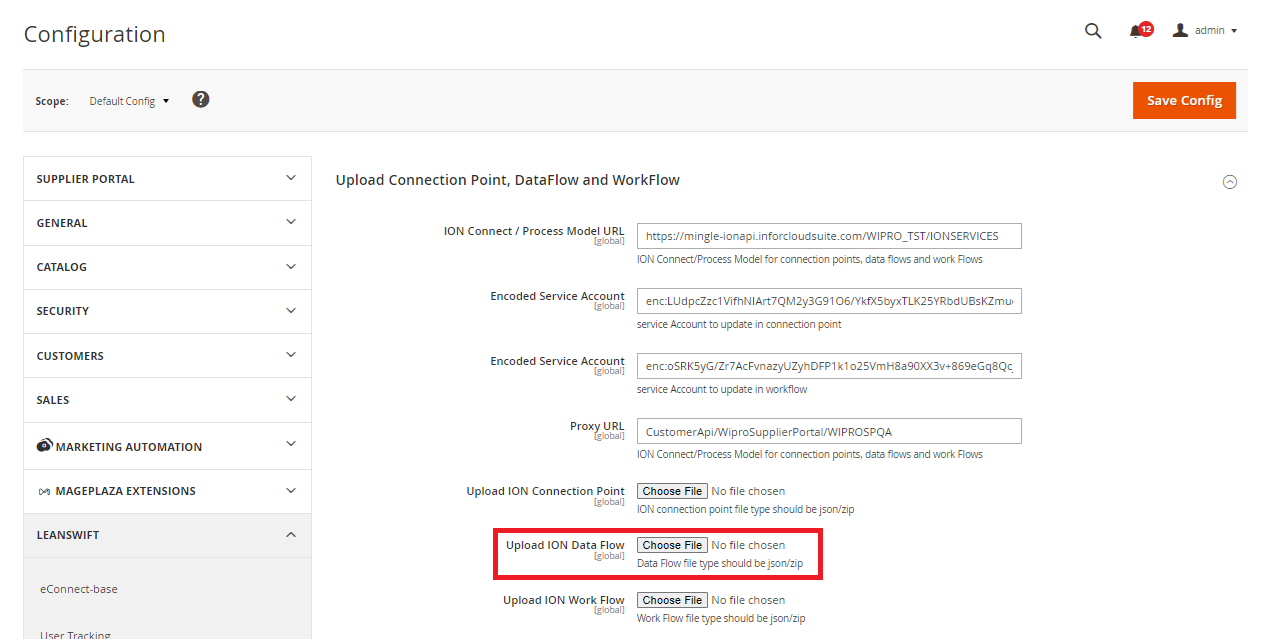 Configuration
12
admin
Scope: Default Config
?
Save Config
SUPPLIER PORTAL
GENERAL
CATALOG
SECURITY
CUSTOMERS
SALES
MARKETING AUTOMATION
MAGEPLAZA EXTENSIONS
LEANSWIFT
eConnect-base
User Tracking
Upload Connection Point, DataFlow and WorkFlow
ION Connect / Process Model URL
[global]
https://mingle-ionapi.inforcloudsuite.com/WIPRO_TST/IONSERVICES
ION Connect/Process Model for connection points, data flows and work Flows
Encoded Service Account
[global]
enc:LUdpcZzc1VifhNIArt7QM2y3G91O6/YkfX5byxTLK25YRbdUBsKZmu
service Account to update in connection point
Encoded Service Account
[global]
enc:oSRK5yG/Zr7AcFvnazyUZyhDFP1k1o25VmH8a90XX3v+869eGq8Qc
service Account to update in workflow
Proxy URL
[global]
CustomerApi/WiproSupplierPortal/WIPROSPQA
ION Connect/Process Model for connection points, data flows and work Flows
Upload ION Connection Point
[global]
Choose File No file chosen
ION connection point file type should be json/zip
Upload ION Data Flow
[global]
Choose File No file chosen
Data Flow file type should be json/zip
Upload ION Work Flow
[global]
Choose File No file chosen
Work Flow file type should be json/zip